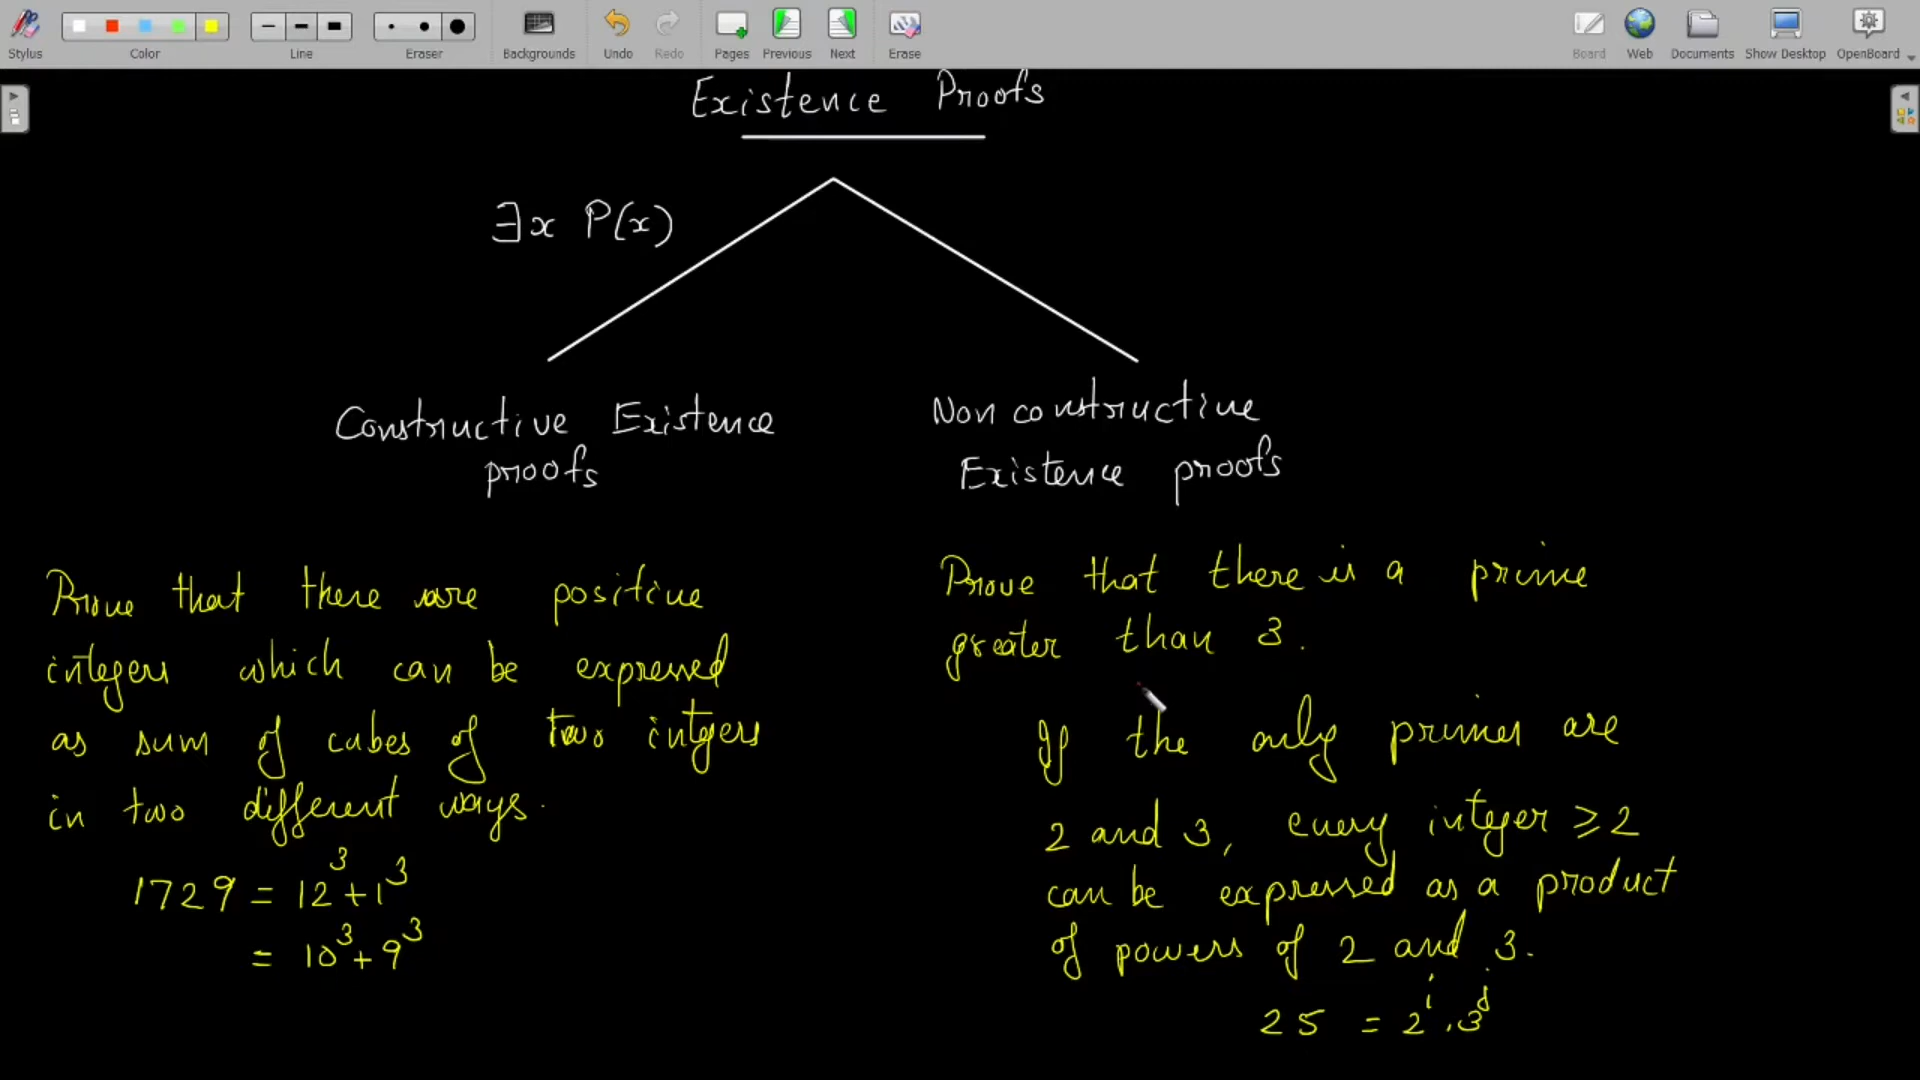 Stylus Color Line Eraser Backgrounds Undo Redo Pages Previous Next Erase Board Web Documents Show Desktop OpenBoard
Existence Proofs
∃x P(x)
Constructive Existence
proofs
Non constructive
Existence proofs
Prove that there are positive
integers which can be expressed
as sum of cubes of two integers
in two different ways.
1729 = 12³ + 1³
= 10³ + 9³
Prove that there is a prime
greater than 3.
If the only primes are
2 and 3, every integer ≥ 2
can be expressed as a product
of powers of 2 and 3.
25 = 2ⁱ . 3ʲ